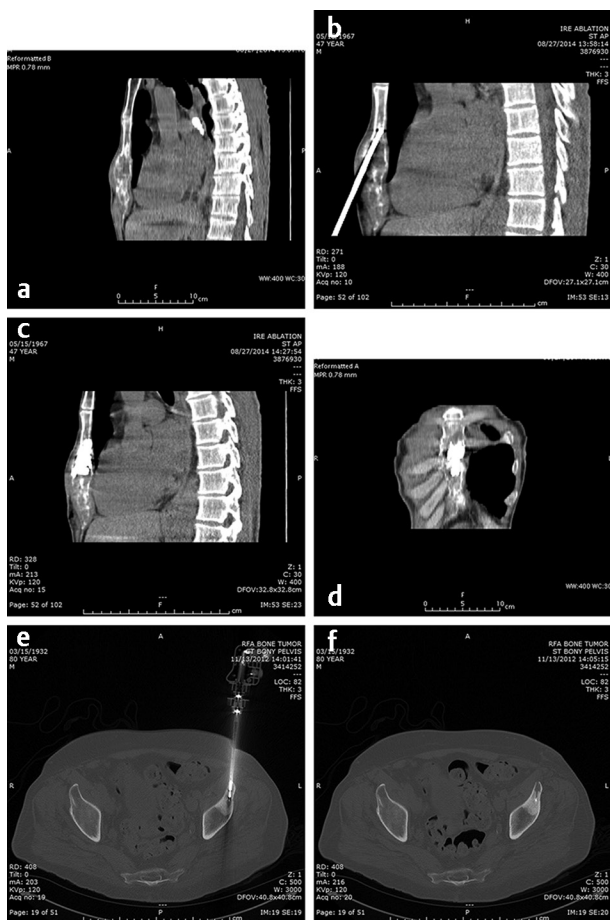 a
Reformatted B
MPR 0.78 mm
A
P
WW:400 WC:30
F
0 5 10
cm
b
H
05/15/1967
47 YEAR
M
IRE ABLATION
ST AP
08/27/2014 13:58:14
3876930
---
---
THK: 3
FFS
A
P
RD: 271
Tilt: 0
mA: 188
KVp: 120
Acq no: 10
Z: 1
C: 30
W: 400
DFOV:27.1x27.1cm
---
Page: 52 of 102
F
IM:53 SE:13
cm
c
H
05/15/1967
47 YEAR
M
IRE ABLATION
ST AP
08/27/2014 14:27:54
3876930
---
---
THK: 3
FFS
A
P
RD: 328
Tilt: 0
mA: 213
KVp: 120
Acq no: 15
Z: 1
C: 30
W: 400
DFOV:32.8x32.8cm
---
Page: 52 of 102
F
IM:53 SE:23
cm
d
Reformatted A
MPR 0.78 mm
R
WW:400 WC:30
F
0 5 10
cm
e
A
03/15/1932
80 YEAR
M
RFA BONE TUMOR
ST BONY PELVIS
11/13/2012 14:01:41
3414252
---
LOC: 82
THK: 3
FFS
R
L
RD: 408
Tilt: 0
mA: 203
KVp: 120
Acq no: 19
Z: 1
C: 500
W: 3000
DFOV:40.8x40.8cm
---
Page: 19 of 51
P
IM:19 SE:19
cm
f
A
03/15/1932
80 YEAR
M
RFA BONE TUMOR
ST BONY PELVIS
11/13/2012 14:05:15
3414252
---
LOC: 82
THK: 3
FFS
R
L
RD: 408
Tilt: 0
mA: 216
KVp: 120
Acq no: 20
Z: 1
C: 500
W: 3000
DFOV:40.8x40.8cm
---
Page: 19 of 51
P
IM:19 SE:20
cm